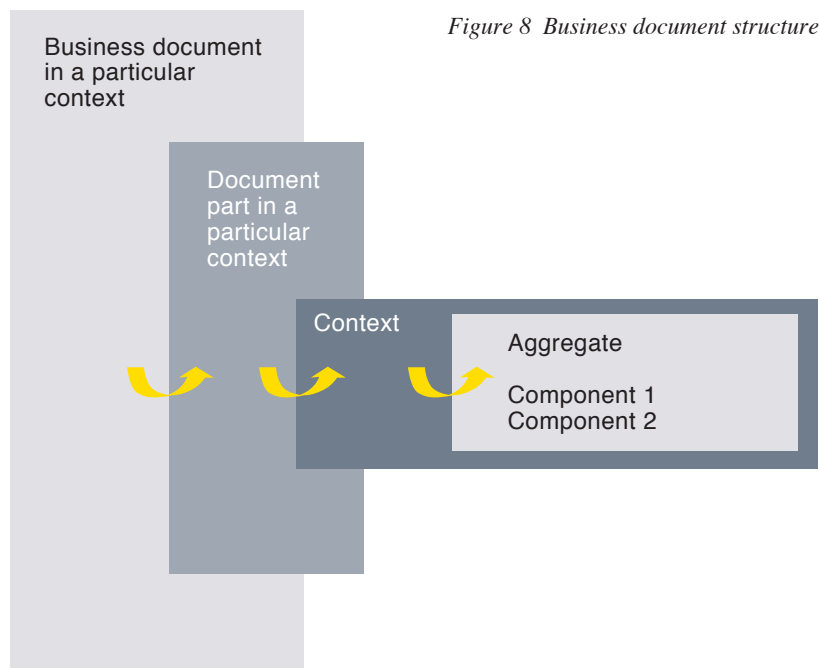 Figure 8 Business document structure
Business document
in a particular
context
Document
part in a
particular
context
Context
Aggregate
Component 1
Component 2